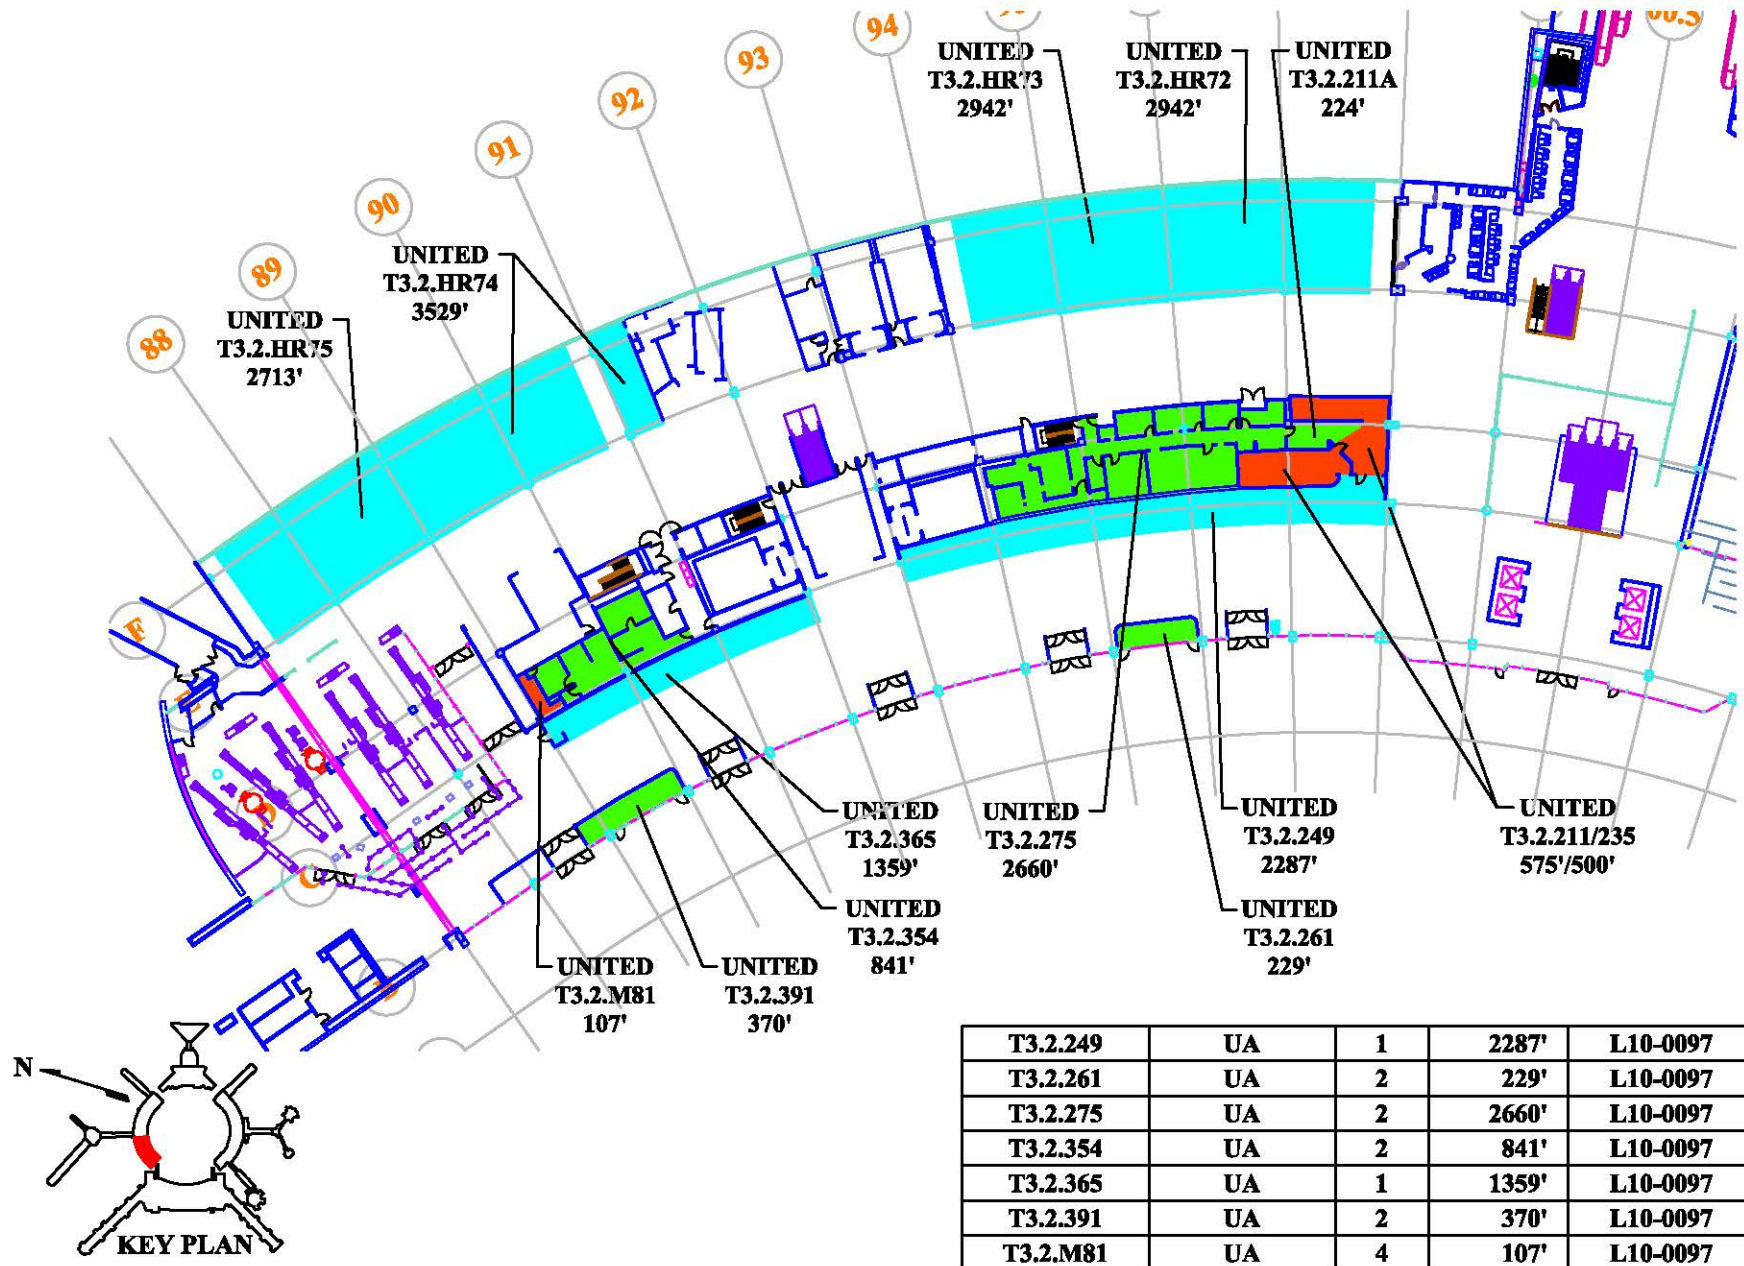 94
93
92
91
90
89
88
F
UNITED
T3.2.HR73
2942'
UNITED
T3.2.HR72
2942'
UNITED
T3.2.211A
224'
UNITED
T3.2.HR74
3529'
UNITED
T3.2.HR75
2713'
UNITED
T3.2.365
1359'
UNITED
T3.2.275
2660'
UNITED
T3.2.249
2287'
UNITED
T3.2.211/235
575'/500'
UNITED
T3.2.354
841'
UNITED
T3.2.261
229'
UNITED
T3.2.M81
107'
UNITED
T3.2.391
370'
N
KEY PLAN
T3.2.249 UA 1 2287' L10-0097
T3.2.261 UA 2 229' L10-0097
T3.2.275 UA 2 2660' L10-0097
T3.2.354 UA 2 841' L10-0097
T3.2.365 UA 1 1359' L10-0097
T3.2.391 UA 2 370' L10-0097
T3.2.M81 UA 4 107' L10-0097